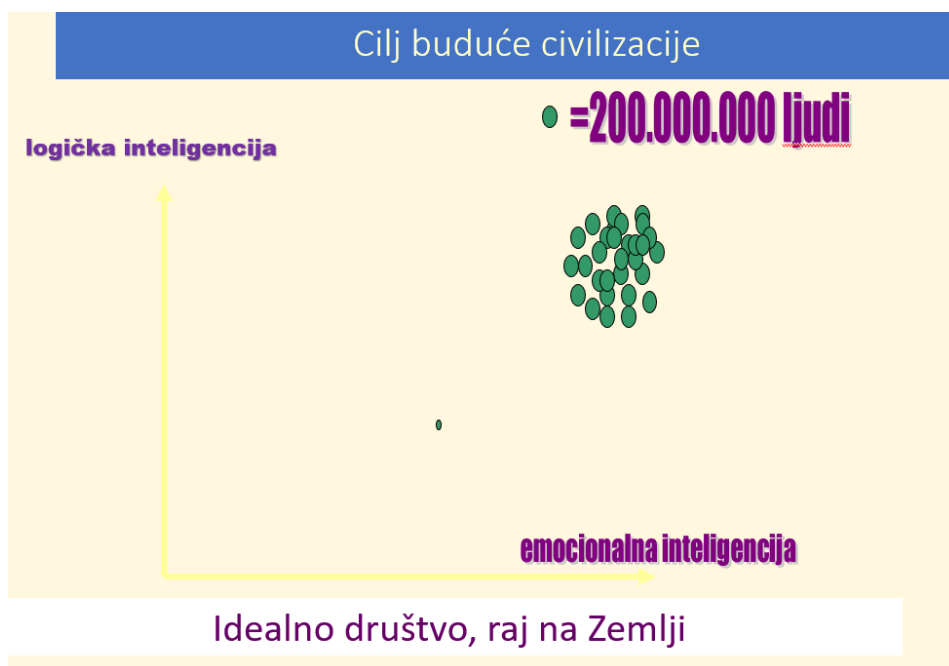 Cilj buduće civilizacije
=200.000.000 ljudi
logička inteligencija
emocionalna inteligencija
Idealno društvo, raj na Zemlji